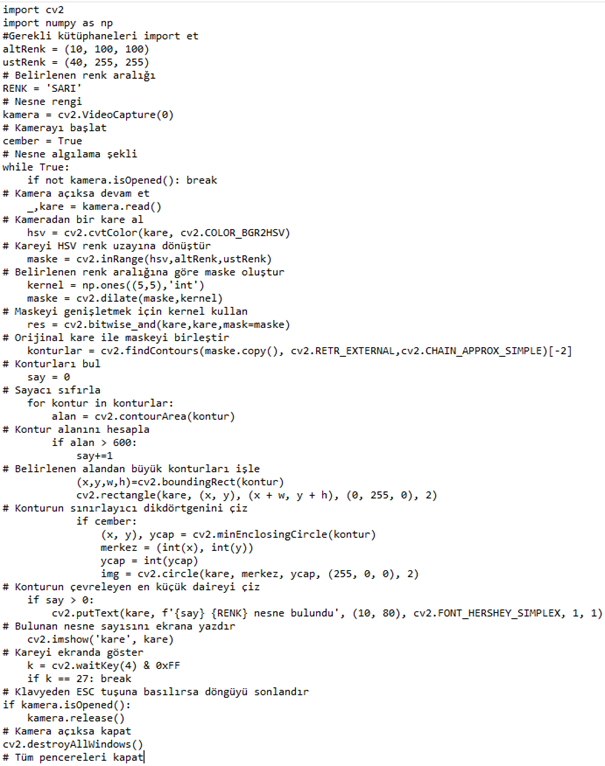 import cv2
import numpy as np
#Gerekli kütüphaneleri import et
altRenk = (10, 100, 100)
ustRenk = (40, 255, 255)
# Belirlenen renk aralığı
RENK = 'SARI'
# Nesne rengi
kamera = cv2.VideoCapture(0)
# Kamerayı başlat
cember = True
# Nesne algılama şekli
while True:
    if not kamera.isOpened(): break
# Kamera açıksa devam et
    _,kare = kamera.read()
# Kameradan bir kare al
    hsv = cv2.cvtColor(kare, cv2.COLOR_BGR2HSV)
# Kareyi HSV renk uzayına dönüştür
    maske = cv2.inRange(hsv,altRenk,ustRenk)
# Belirlenen renk aralığına göre maske oluştur
    kernel = np.ones((5,5),'int')
    maske = cv2.dilate(maske,kernel)
# Maskeyi genişletmek için kernel kullan
    res = cv2.bitwise_and(kare,kare,mask=maske)
# Orijinal kare ile maskeyi birleştir
    konturlar = cv2.findContours(maske.copy(), cv2.RETR_EXTERNAL,cv2.CHAIN_APPROX_SIMPLE)[-2]
# Konturları bul
    say = 0
# Sayacı sıfırla
    for kontur in konturlar:
        alan = cv2.contourArea(kontur)
# Kontur alanını hesapla
        if alan > 600:
            say+=1
# Belirlenen alandan büyük konturları işle
            (x,y,w,h)=cv2.boundingRect(kontur)
            cv2.rectangle(kare, (x, y), (x + w, y + h), (0, 255, 0), 2)
# Konturun sınırlayıcı dikdörtgenini çiz
            if cember:
                (x, y), ycap = cv2.minEnclosingCircle(kontur)
                merkez = (int(x), int(y))
                ycap = int(ycap)
                img = cv2.circle(kare, merkez, ycap, (255, 0, 0), 2)
# Konturun çevreleyen en küçük daireyi çiz
    if say > 0:
        cv2.putText(kare, f'{say} {RENK} nesne bulundu', (10, 80), cv2.FONT_HERSHEY_SIMPLEX, 1, 1)
# Bulunan nesne sayısını ekrana yazdır
    cv2.imshow('kare', kare)
# Kareyi ekranda göster
    k = cv2.waitKey(4) & 0xFF
    if k == 27: break
# Klavyeden ESC tuşuna basılırsa döngüyü sonlandır
if kamera.isOpened():
    kamera.release()
# Kamera açıksa kapat
cv2.destroyAllWindows()
# Tüm pencereleri kapat